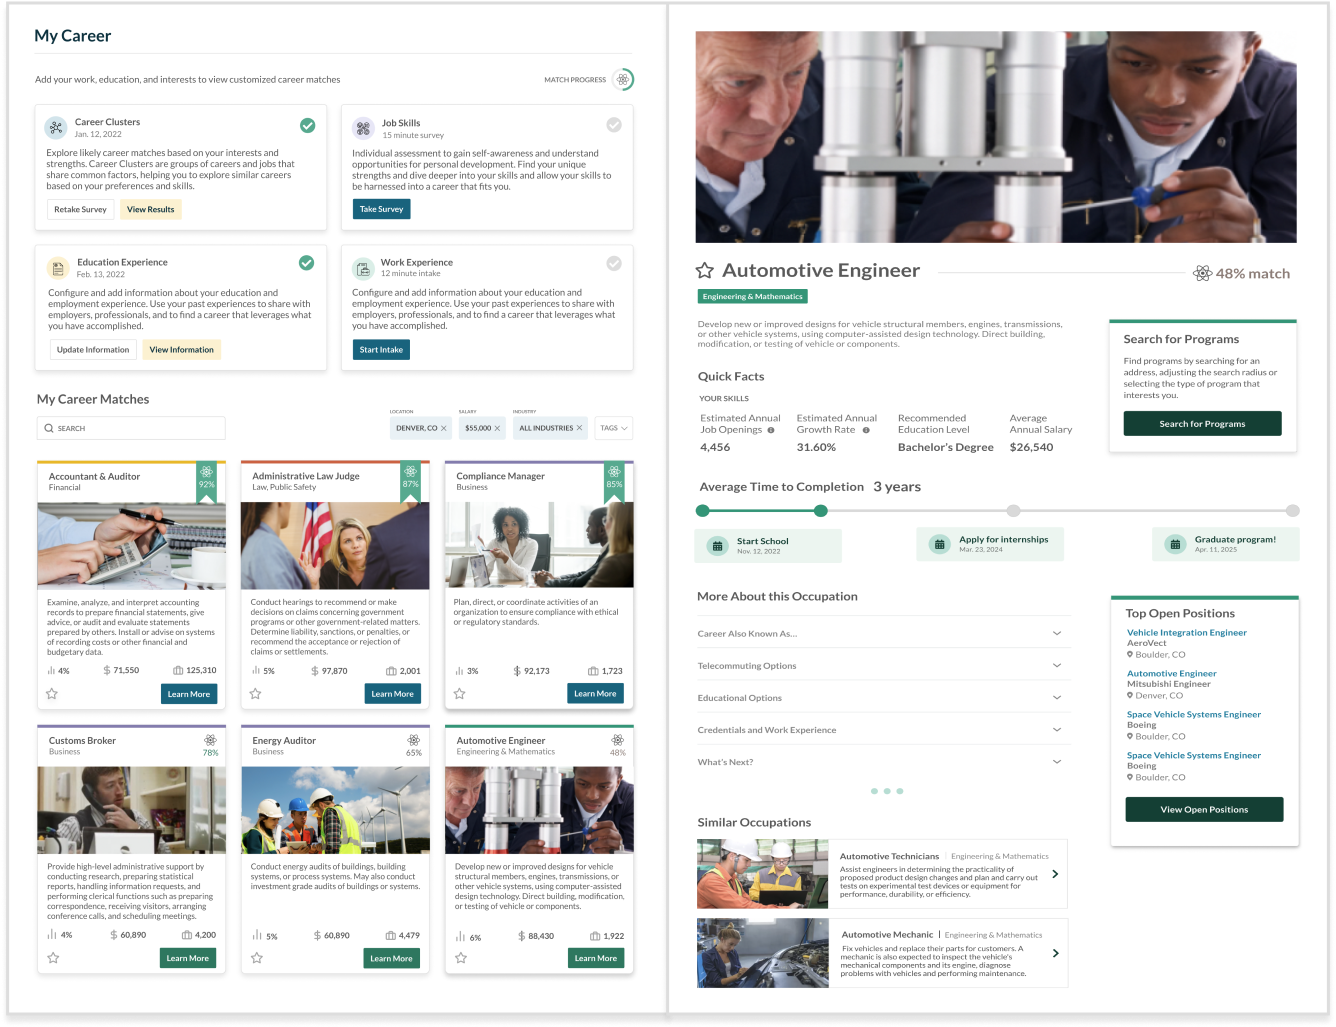 My Career
Add your work, education, and interests to view customized career matches
MATCH PROGRESS
Career Clusters
Jan. 12, 2022
Explore likely career matches based on your interests and
strengths. Career Clusters are groups of careers and jobs that
share common factors, helping you to explore similar careers
based on your preferences and skills.
Retake Survey
View Results
Job Skills
15 minute survey
Individual assessment to gain self-awareness and understand
opportunities for personal development. Find your unique
strengths and dive deeper into your skills and allow your skills to
be harnessed into a career that fits you.
Take Survey
Education Experience
Feb. 13, 2022
Configure and add information about your education and
employment experience. Use your past experiences to share with
employers, professionals, and to find a career that leverages what
you have accomplished.
Update Information
View Information
Work Experience
12 minute intake
Configure and add information about your education and
employment experience. Use your past experiences to share with
employers, professionals, and to find a career that leverages what
you have accomplished.
Start Intake
My Career Matches
SEARCH
LOCATION
DENVER, CO ×
SALARY
$55,000 ×
INDUSTRY
ALL INDUSTRIES ×
TAGS
Accountant & Auditor
Financial
92%
Examine, analyze, and interpret accounting
records to prepare financial statements, give
advice, or audit and evaluate statements
prepared by others. Install or advise on systems
of recording costs or other financial and
budgetary data.
4%
$ 71,550
125,310
Learn More
Administrative Law Judge
Law, Public Safety
87%
Conduct hearings to recommend or make
decisions on claims concerning government
programs or other government-related matters.
Determine liability, sanctions, or penalties, or
recommend the acceptance or rejection of
claims or settlements.
5%
$ 97,870
2,001
Learn More
Compliance Manager
Business
85%
Plan, direct, or coordinate activities of an
organization to ensure compliance with ethical
or regulatory standards.
3%
$ 92,173
1,723
Learn More
Customs Broker
Business
78%
Provide high-level administrative support by
conducting research, preparing statistical
reports, handling information requests, and
performing clerical functions such as preparing
correspondence, receiving visitors, arranging
conference calls, and scheduling meetings.
4%
$ 60,890
4,200
Learn More
Energy Auditor
Business
65%
Conduct energy audits of buildings, building
systems, or process systems. May also conduct
investment grade audits of buildings or systems.
5%
$ 60,890
4,479
Learn More
Automotive Engineer
Engineering & Mathematics
48%
Develop new or improved designs for vehicle
structural members, engines, transmissions, or
other vehicle systems, using computer-assisted
design technology. Direct building, modification,
or testing of vehicle or components.
6%
$ 88,430
1,922
Learn More
Automotive Engineer
48% match
Engineering & Mathematics
Develop new or improved designs for vehicle structural members, engines, transmissions,
or other vehicle systems, using computer-assisted design technology. Direct building,
modification, or testing of vehicle or components.
Search for Programs
Find programs by searching for an
address, adjusting the search radius or
selecting the type of program that
interests you.
Search for Programs
Quick Facts
YOUR SKILLS
Estimated Annual
Job Openings
4,456
Estimated Annual
Growth Rate
31.60%
Recommended
Education Level
Bachelor's Degree
Average
Annual Salary
$26,540
Average Time to Completion 3 years
Start School
Nov. 12, 2022
Apply for internships
Mar. 23, 2024
Graduate program!
Apr. 11, 2025
More About this Occupation
Career Also Known As...
Telecommuting Options
Educational Options
Credentials and Work Experience
What's Next?
Top Open Positions
Vehicle Integration Engineer
AeroVect
Boulder, CO
Automotive Engineer
Mitsubishi Engineer
Denver, CO
Space Vehicle Systems Engineer
Boeing
Boulder, CO
Space Vehicle Systems Engineer
Boeing
Boulder, CO
View Open Positions
Similar Occupations
Automotive Technicians | Engineering & Mathematics
Assist engineers in determining the practicality of
proposed product design changes and plan and carry out
tests on experimental test devices or equipment for
performance, durability, or efficiency.
Automotive Mechanic | Engineering & Mathematics
Fix vehicles and replace their parts for customers. A
mechanic is also expected to inspect the vehicle's
mechanical components and its engine, diagnose
problems with vehicles and performing maintenance.